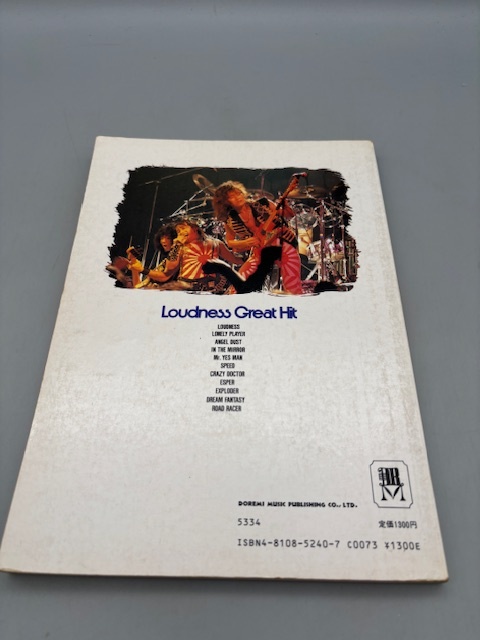 Loudness Great Hit
LOUDNESS
LONELY PLAYER
ANGEL DUST
IN THE MIRROR
Mr. YES MAN
SPEED
CRAZY DOCTOR
ESPER
EXPLODER
DREAM FANTASY
ROAD RACER
DOREMI MUSIC PUBLISHING CO., LTD.
5334
定価1300円
ISBN4-8108-5240-7 C0073 ¥1300E